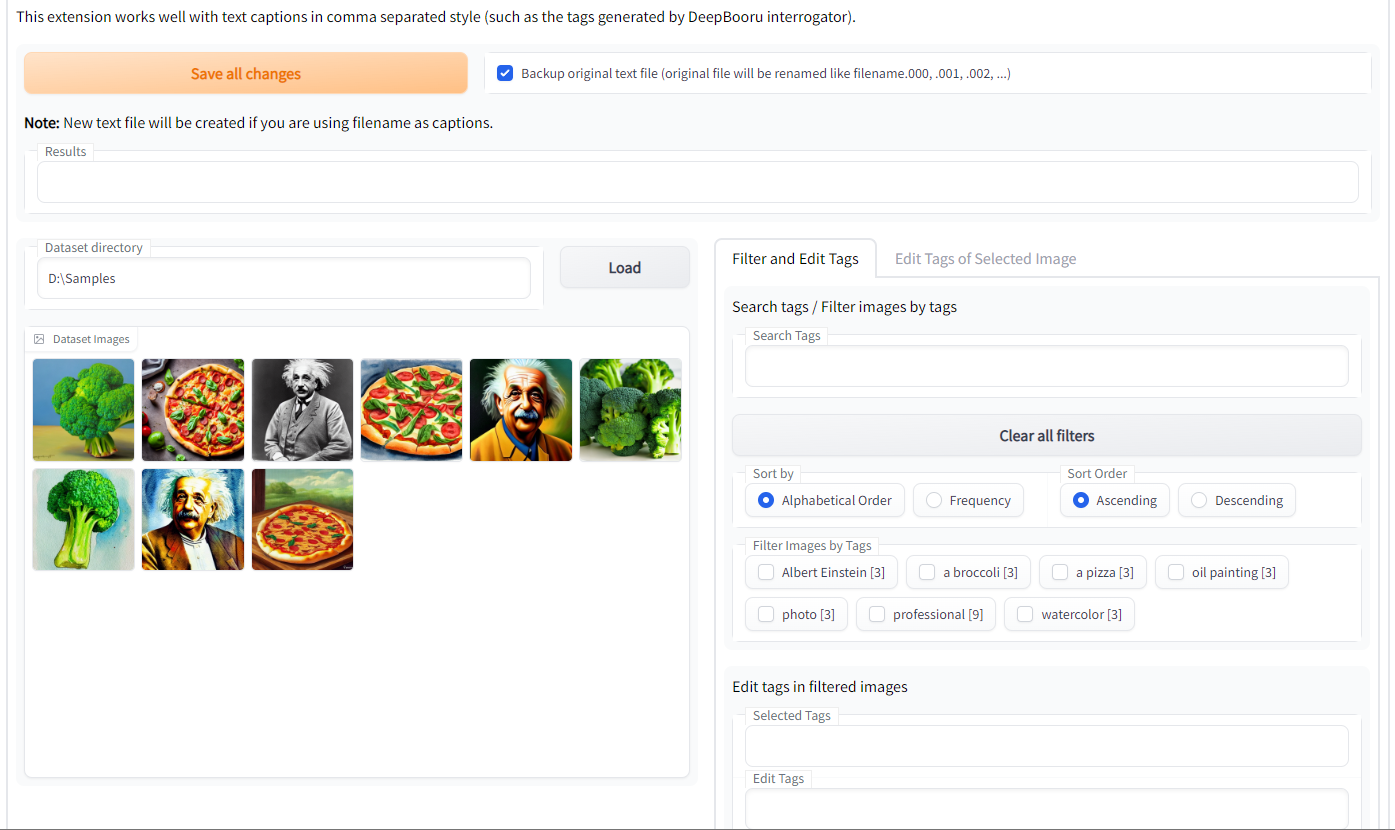 This extension works well with text captions in comma separated style (such as the tags generated by DeepBooru interrogator).
Save all changes
Backup original text file (original file will be renamed like filename.000, .001, .002, ...)
Note: New text file will be created if you are using filename as captions.
Results
Dataset directory
D:\Samples
Load
Dataset Images
Filter and Edit Tags
Edit Tags of Selected Image
Search tags / Filter images by tags
Search Tags
Clear all filters
Sort by
Sort Order
Alphabetical Order
Frequency
Ascending
Descending
Filter Images by Tags
Albert Einstein [3]
a broccoli [3]
a pizza [3]
oil painting [3]
photo [3]
professional [9]
watercolor [3]
Edit tags in filtered images
Selected Tags
Edit Tags